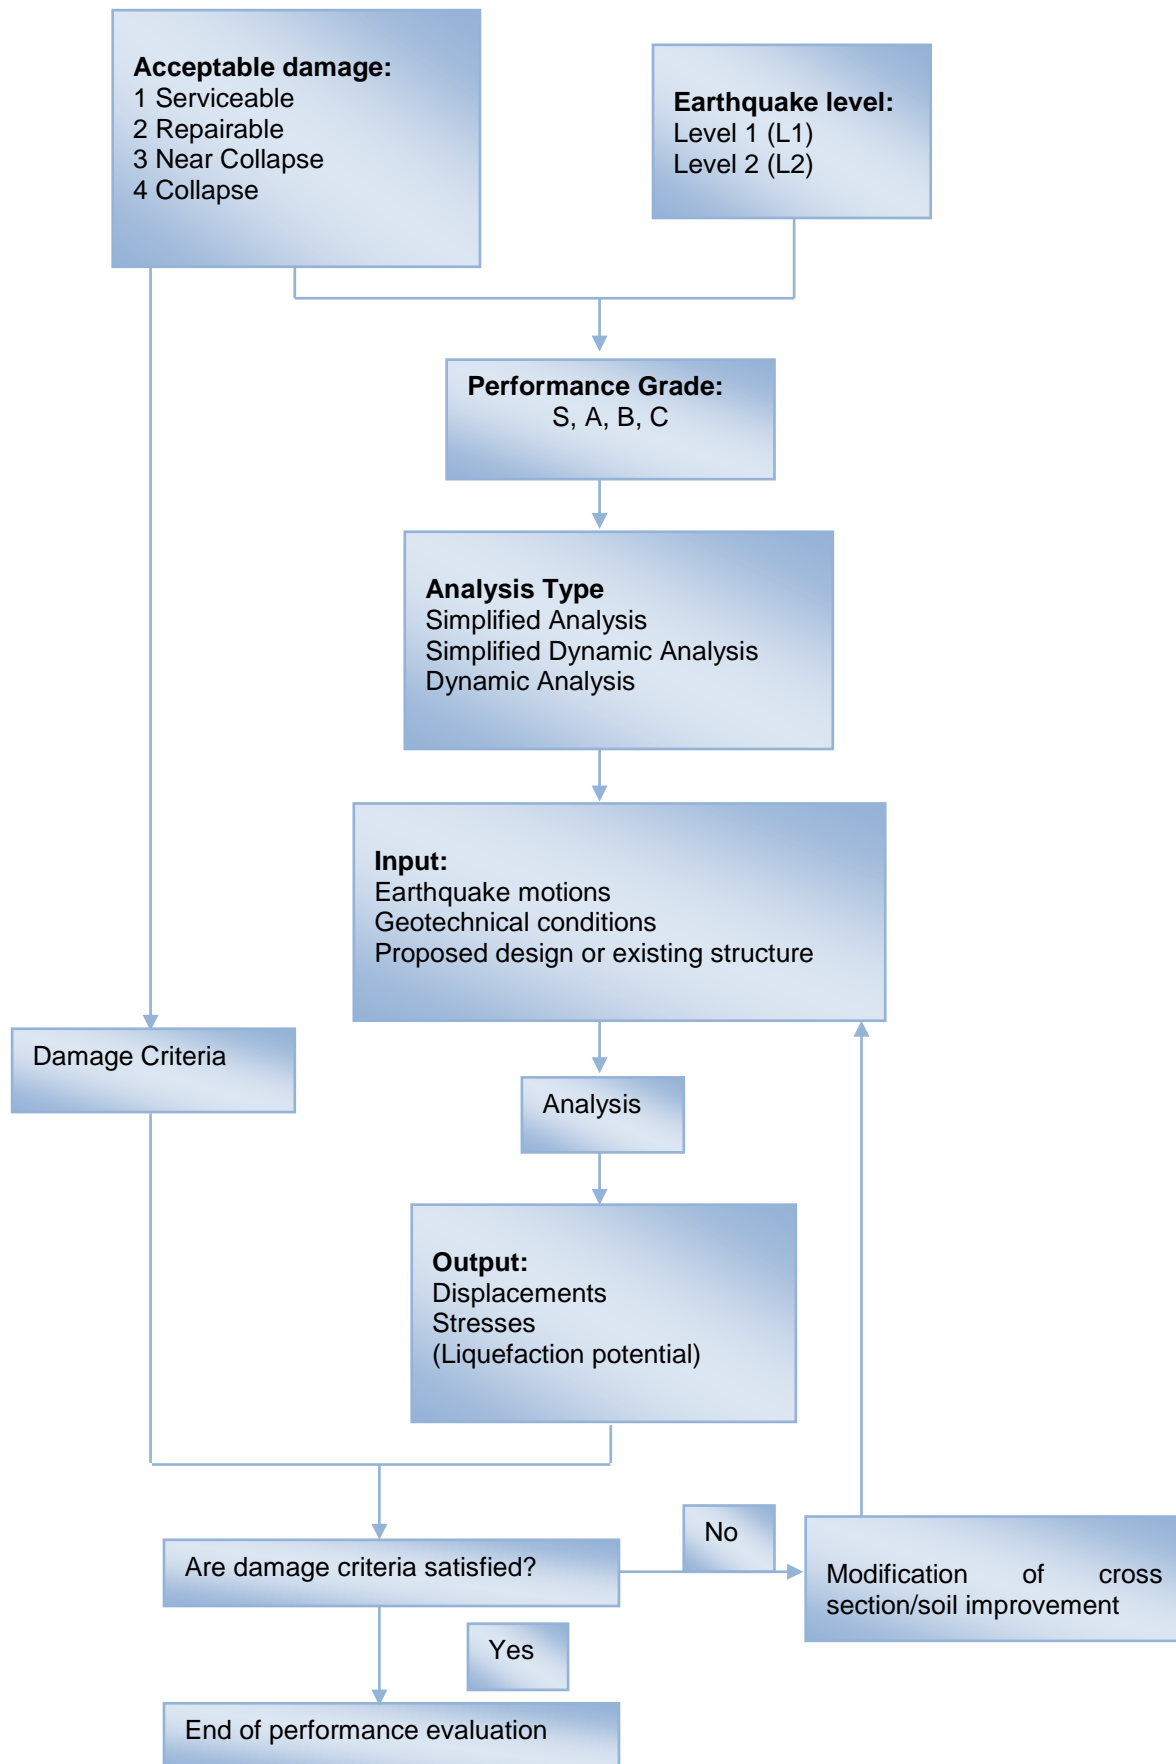 Acceptable damage:
1 Serviceable
2 Repairable
3 Near Collapse
4 Collapse
Earthquake level:
Level 1 (L1)
Level 2 (L2)
Performance Grade:
S, A, B, C
Analysis Type
Simplified Analysis
Simplified Dynamic Analysis
Dynamic Analysis
Input:
Earthquake motions
Geotechnical conditions
Proposed design or existing structure
Damage Criteria
Analysis
Output:
Displacements
Stresses
(Liquefaction potential)
Are damage criteria satisfied?
No
Modification of cross
section/soil improvement
Yes
End of performance evaluation